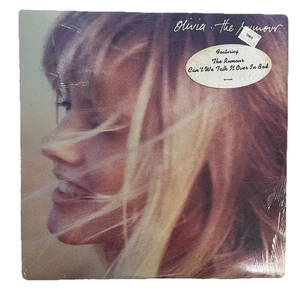 Olivia · the rumour
Featuring
The Rumour
Can't We Talk It Over In Bed